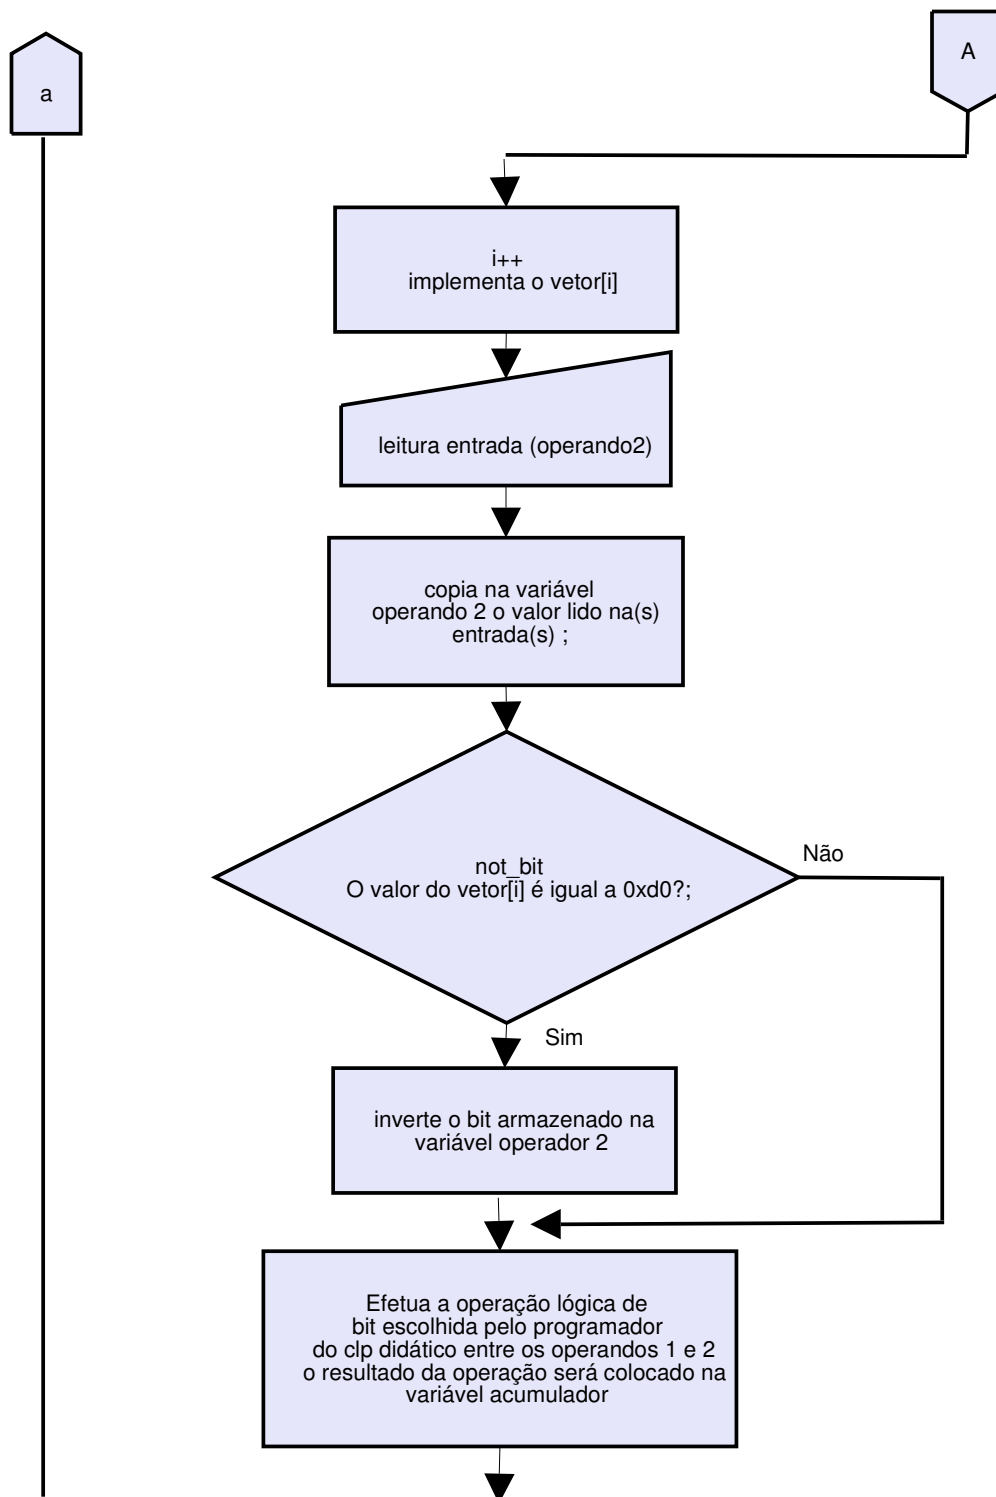 a
A
i++
implementa o vetor[i]
leitura entrada (operando2)
copia na variável
operando 2 o valor lido na(s)
entrada(s) ;
not_bit
O valor do vetor[i] é igual a 0xd0?;
Não
Sim
inverte o bit armazenado na
variável operador 2
Efetua a operação lógica de
bit escolhida pelo programador
do clp didático entre os operandos 1 e 2
o resultado da operação será colocado na
variável acumulador